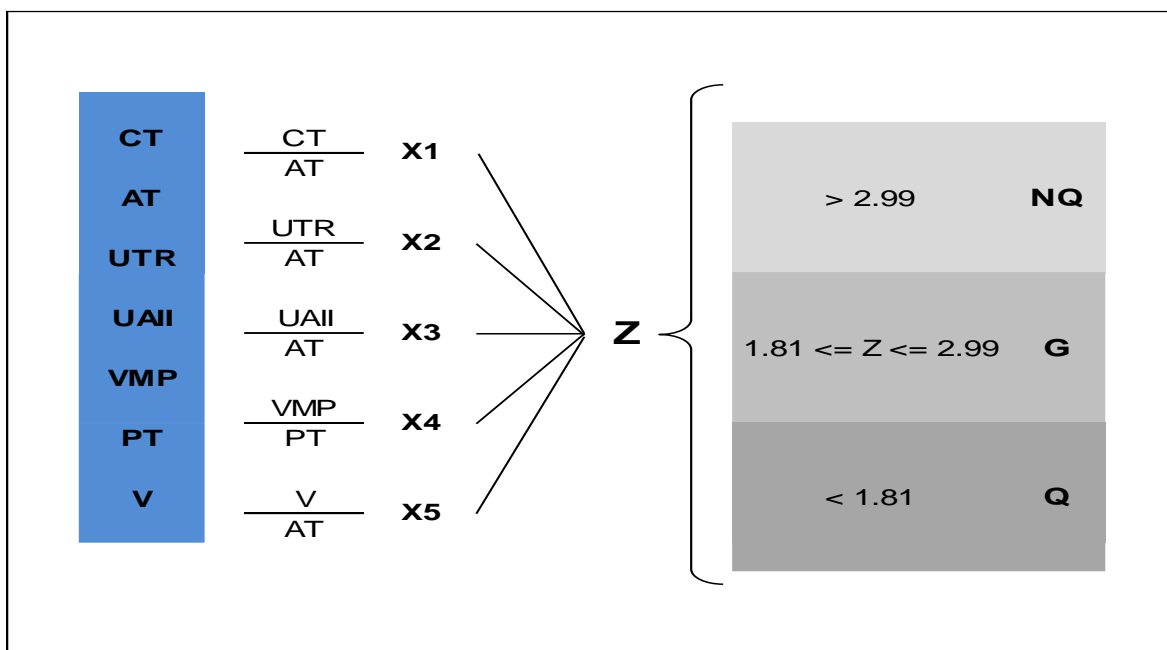 CT
AT
UTR
UAII
VMP
PT
V
CT
AT
X1
UTR
AT
X2
UAII
AT
X3
VMP
PT
X4
V
AT
X5
Z
> 2.99 NQ
1.81 <= Z <= 2.99 G
< 1.81 Q